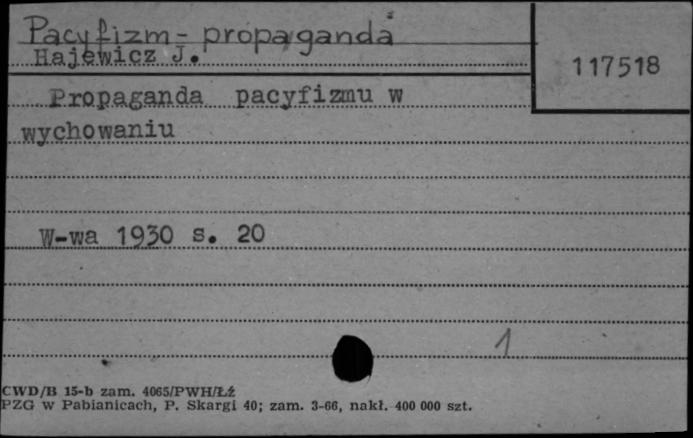 Pacyfizm - propaganda
Hajewicz J.
117518
Propaganda pacyfizmu w
wychowaniu
W-wa 1930 s. 20
1
CWD/B 15-b zam. 4065/PWH/Łź
PZG w Pabianicach, P. Skargi 40; zam. 3-66, nakł. 400 000 szt.